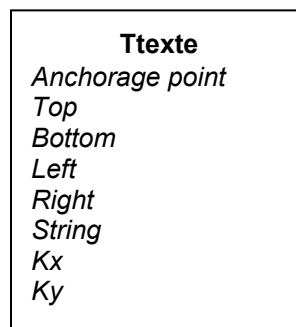 Ttexte
Anchorage point
Top
Bottom
Left
Right
String
Kx
Ky